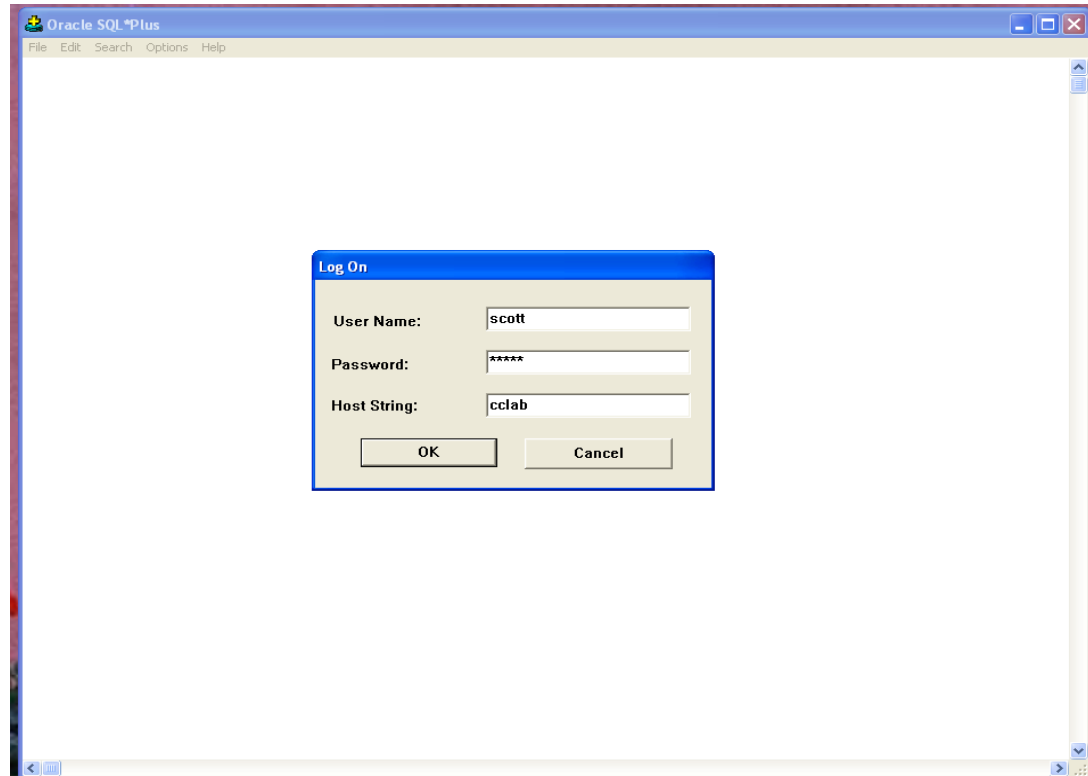 Oracle SQL*Plus
File Edit Search Options Help
Log On
User Name: scott
Password: *****
Host String: cclab
OK Cancel